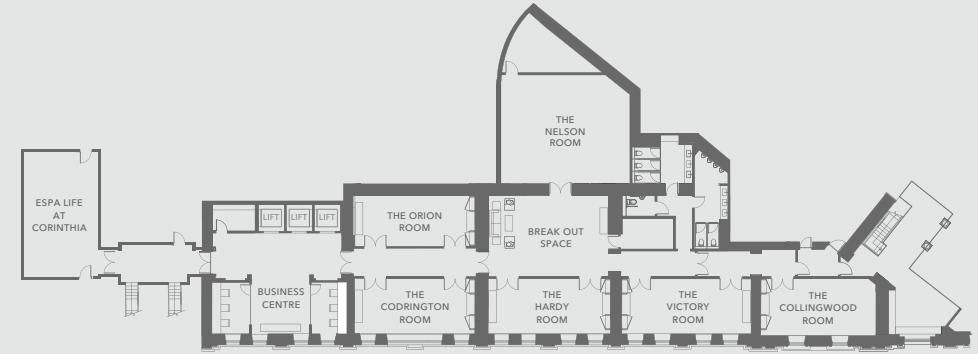 THE
NELSON
ROOM
ESPA LIFE
AT
CORINTHIA
LIFT
LIFT
LIFT
THE ORION
ROOM
BREAK OUT
SPACE
BUSINESS
CENTRE
THE
CODRINGTON
ROOM
THE
HARDY
ROOM
THE
VICTORY
ROOM
THE
COLLINGWOOD
ROOM